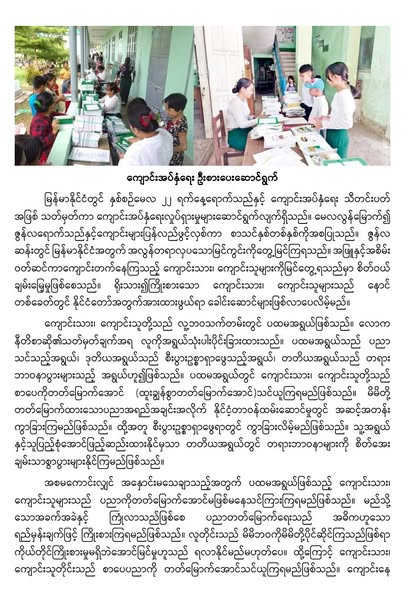 ကျောင်းအပ်နှံရေး ဦးစားပေးဆောင်ရွက်
မြန်မာနိုင်ငံတွင် နှစ်စဉ်မေလ ၂၂ ရက်နေ့ရောက်သည်နှင့် ကျောင်းအပ်နှံရေး သီတင်းပတ်
အဖြစ် သတ်မှတ်ကာ ကျောင်းအပ်နှံရေးလှုပ်ရှားမှုများဆောင်ရွက်လျက်ရှိသည်။ မေလလွန်မြောက်၍
ဇွန်လရောက်သည်နှင့်ကျောင်းများပြန်လည်ဖွင့်လှစ်ကာ စာသင်နှစ်တစ်နှစ်ကိုအစပြုသည်။ ဇွန်လ
ဆန်းတွင် မြန်မာနိုင်ငံအတွက် အလွန်တရာလှပသောမြင်ကွင်းကိုတွေ့မြင်ကြရသည်။ အဖြူနှင့်အစိမ်း
ဝတ်ဆင်ကာကျောင်းတက်နေကြသည့် ကျောင်းသား၊ ကျောင်းသူများကိုမြင်တွေ့ရသည်မှာ စိတ်ဝယ်
ချမ်းမြေ့မှုဖြစ်စေသည်။ ရိုးသား၍ကြိုးစားသော ကျောင်းသား၊ ကျောင်းသူများသည် နောင်
တစ်ခေတ်တွင် နိုင်ငံတော်အတွက်အားထားဖွယ်ရာ ခေါင်းဆောင်များဖြစ်လာပေလိမ့်မည်။
ကျောင်းသား၊ ကျောင်းသူတို့သည် လူ့ဘဝသက်တမ်းတွင် ပထမအရွယ်ဖြစ်သည်။ လောက
နီတိစာဆို၏သတ်မှတ်ချက်အရ လူကိုအရွယ်သုံးပါးပိုင်းခြားထားသည်။ ပထမအရွယ်သည် ပညာ
သင်သည့်အရွယ်၊ ဒုတိယအရွယ်သည် စီးပွားဥစ္စာရှာဖွေသည့်အရွယ်၊ တတိယအရွယ်သည် တရား
ဘာဝနာပွားများသည့် အရွယ်ဟူ၍ဖြစ်သည်။ ပထမအရွယ်တွင် ကျောင်းသား၊ ကျောင်းသူတို့သည်
စာပေကိုတတ်မြောက်အောင် (ထူးချွန်စွာတတ်မြောက်အောင်)သင်ယူကြရမည်ဖြစ်သည်။ မိမိတို့
တတ်မြောက်ထားသောပညာအရည်အချင်းအလိုက် နိုင်ငံ့တာဝန်ထမ်းဆောင်မှုတွင် အဆင့်အတန်း
ကွာခြားကြမည်ဖြစ်သည်။ ထို့အတူ စီးပွားဥစ္စာရှာဖွေရာတွင် ကွာခြားလိမ့်မည်ဖြစ်သည်။ သူ့အရွယ်
နှင့်သူပြည့်စုံအောင်ဖြည့်ဆည်းထားနိုင်မှသာ တတိယအရွယ်တွင် တရားဘာဝနာများကို စိတ်အေး
ချမ်းသာစွာပွားများနိုင်ကြမည်ဖြစ်သည်။
အစမကောင်းလျှင် အနှောင်းမသေချာသည့်အတွက် ပထမအရွယ်ဖြစ်သည့် ကျောင်းသား၊
ကျောင်းသူများသည် ပညာကိုတတ်မြောက်အောင်မဖြစ်မနေသင်ကြားကြရမည်ဖြစ်သည်။ မည်သို့
သောအခက်အခဲနှင့် ကြုံလာသည်ဖြစ်စေ ပညာတတ်မြောက်ရေးသည် အဓိကဟူသော
ရည်မှန်းချက်ဖြင့် ကြိုးစားကြရမည်ဖြစ်သည်။ လူတိုင်းသည် မိမိဘဝကိုမိမိတို့ပိုင်ဆိုင်ကြသည်ဖြစ်ရာ
ကိုယ်တိုင်ကြိုးစားမှုမရှိဘဲအောင်မြင်မှုဟူသည် ရလာနိုင်မည်မဟုတ်ပေ။ ထို့ကြောင့် ကျောင်းသား၊
ကျောင်းသူတိုင်းသည် စာပေပညာကို တတ်မြောက်အောင်သင်ယူကြရမည်ဖြစ်သည်။ ကျောင်းနေ